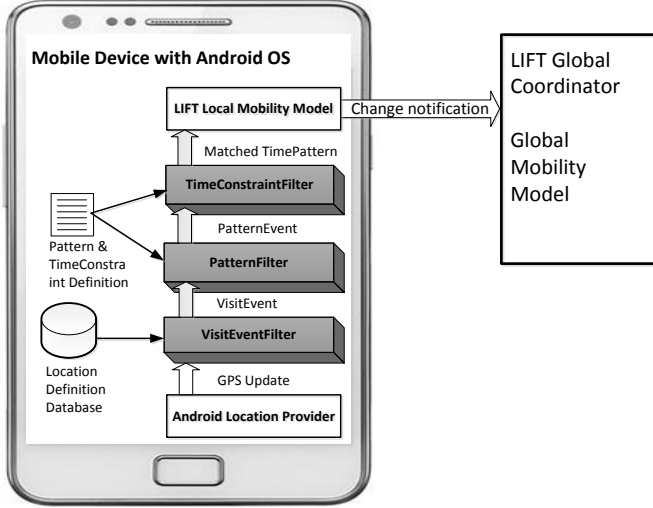 Mobile Device with Android OS
LIFT Local Mobility Model
Change notification
LIFT Global
Coordinator
Global
Mobility
Model
Matched TimePattern
TimeConstraintFilter
PatternEvent
Pattern &
TimeConstra
int Definition
PatternFilter
VisitEvent
VisitEventFilter
Location
Definition
Database
GPS Update
Android Location Provider